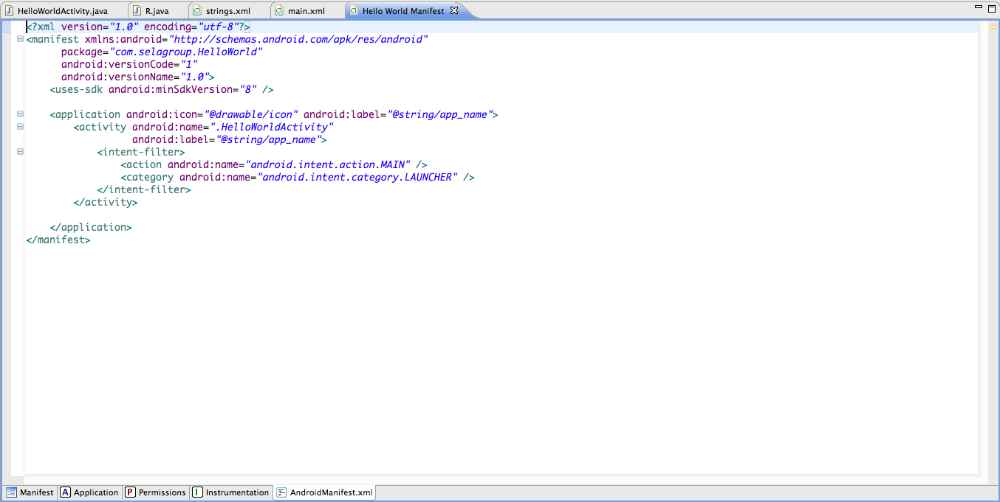 HelloWorldActivity.java R.java strings.xml main.xml Hello World Manifest
<?xml version="1.0" encoding="utf-8"?>
<manifest xmlns:android="http://schemas.android.com/apk/res/android"
package="com.selagroup.HelloWorld"
android:versionCode="1"
android:versionName="1.0">
<uses-sdk android:minSdkVersion="8" />
<application android:icon="@drawable/icon" android:label="@string/app_name">
<activity android:name=".HelloWorldActivity"
android:label="@string/app_name">
<intent-filter>
<action android:name="android.intent.action.MAIN" />
<category android:name="android.intent.category.LAUNCHER" />
</intent-filter>
</activity>
</application>
</manifest>
Manifest A Application P Permissions I Instrumentation AndroidManifest.xml